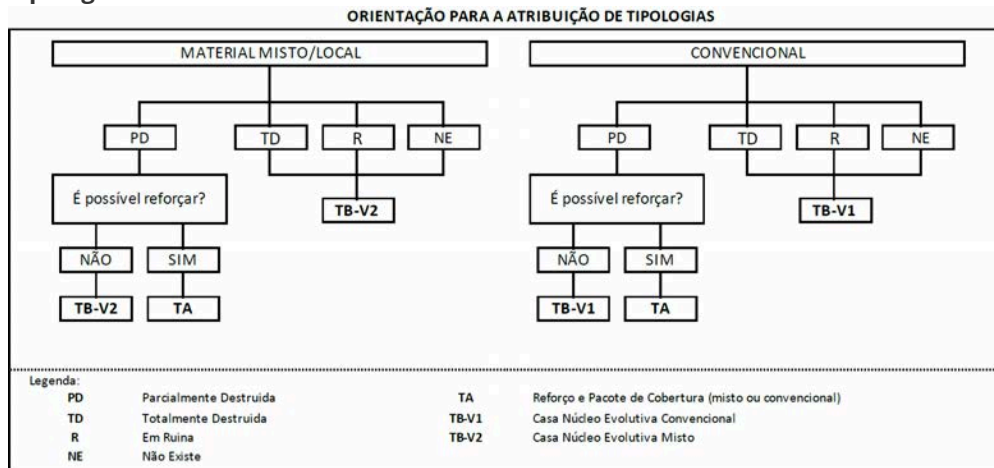 ORIENTAÇÃO PARA A ATRIBUIÇÃO DE TIPOLOGIAS
MATERIAL MISTO/LOCAL
CONVENCIONAL
PD TD R NE
PD TD R NE
É possível reforçar?
TB-V2
É possível reforçar?
TB-V1
NÃO SIM
NÃO SIM
TB-V2 TA
TB-V1 TA
Legenda:
PD Parcialmente Destruida TA Reforço e Pacote de Cobertura (misto ou convencional)
TD Totalmente Destruida TB-V1 Casa Núcleo Evolutiva Convencional
R Em Ruina TB-V2 Casa Núcleo Evolutiva Misto
NE Não Existe